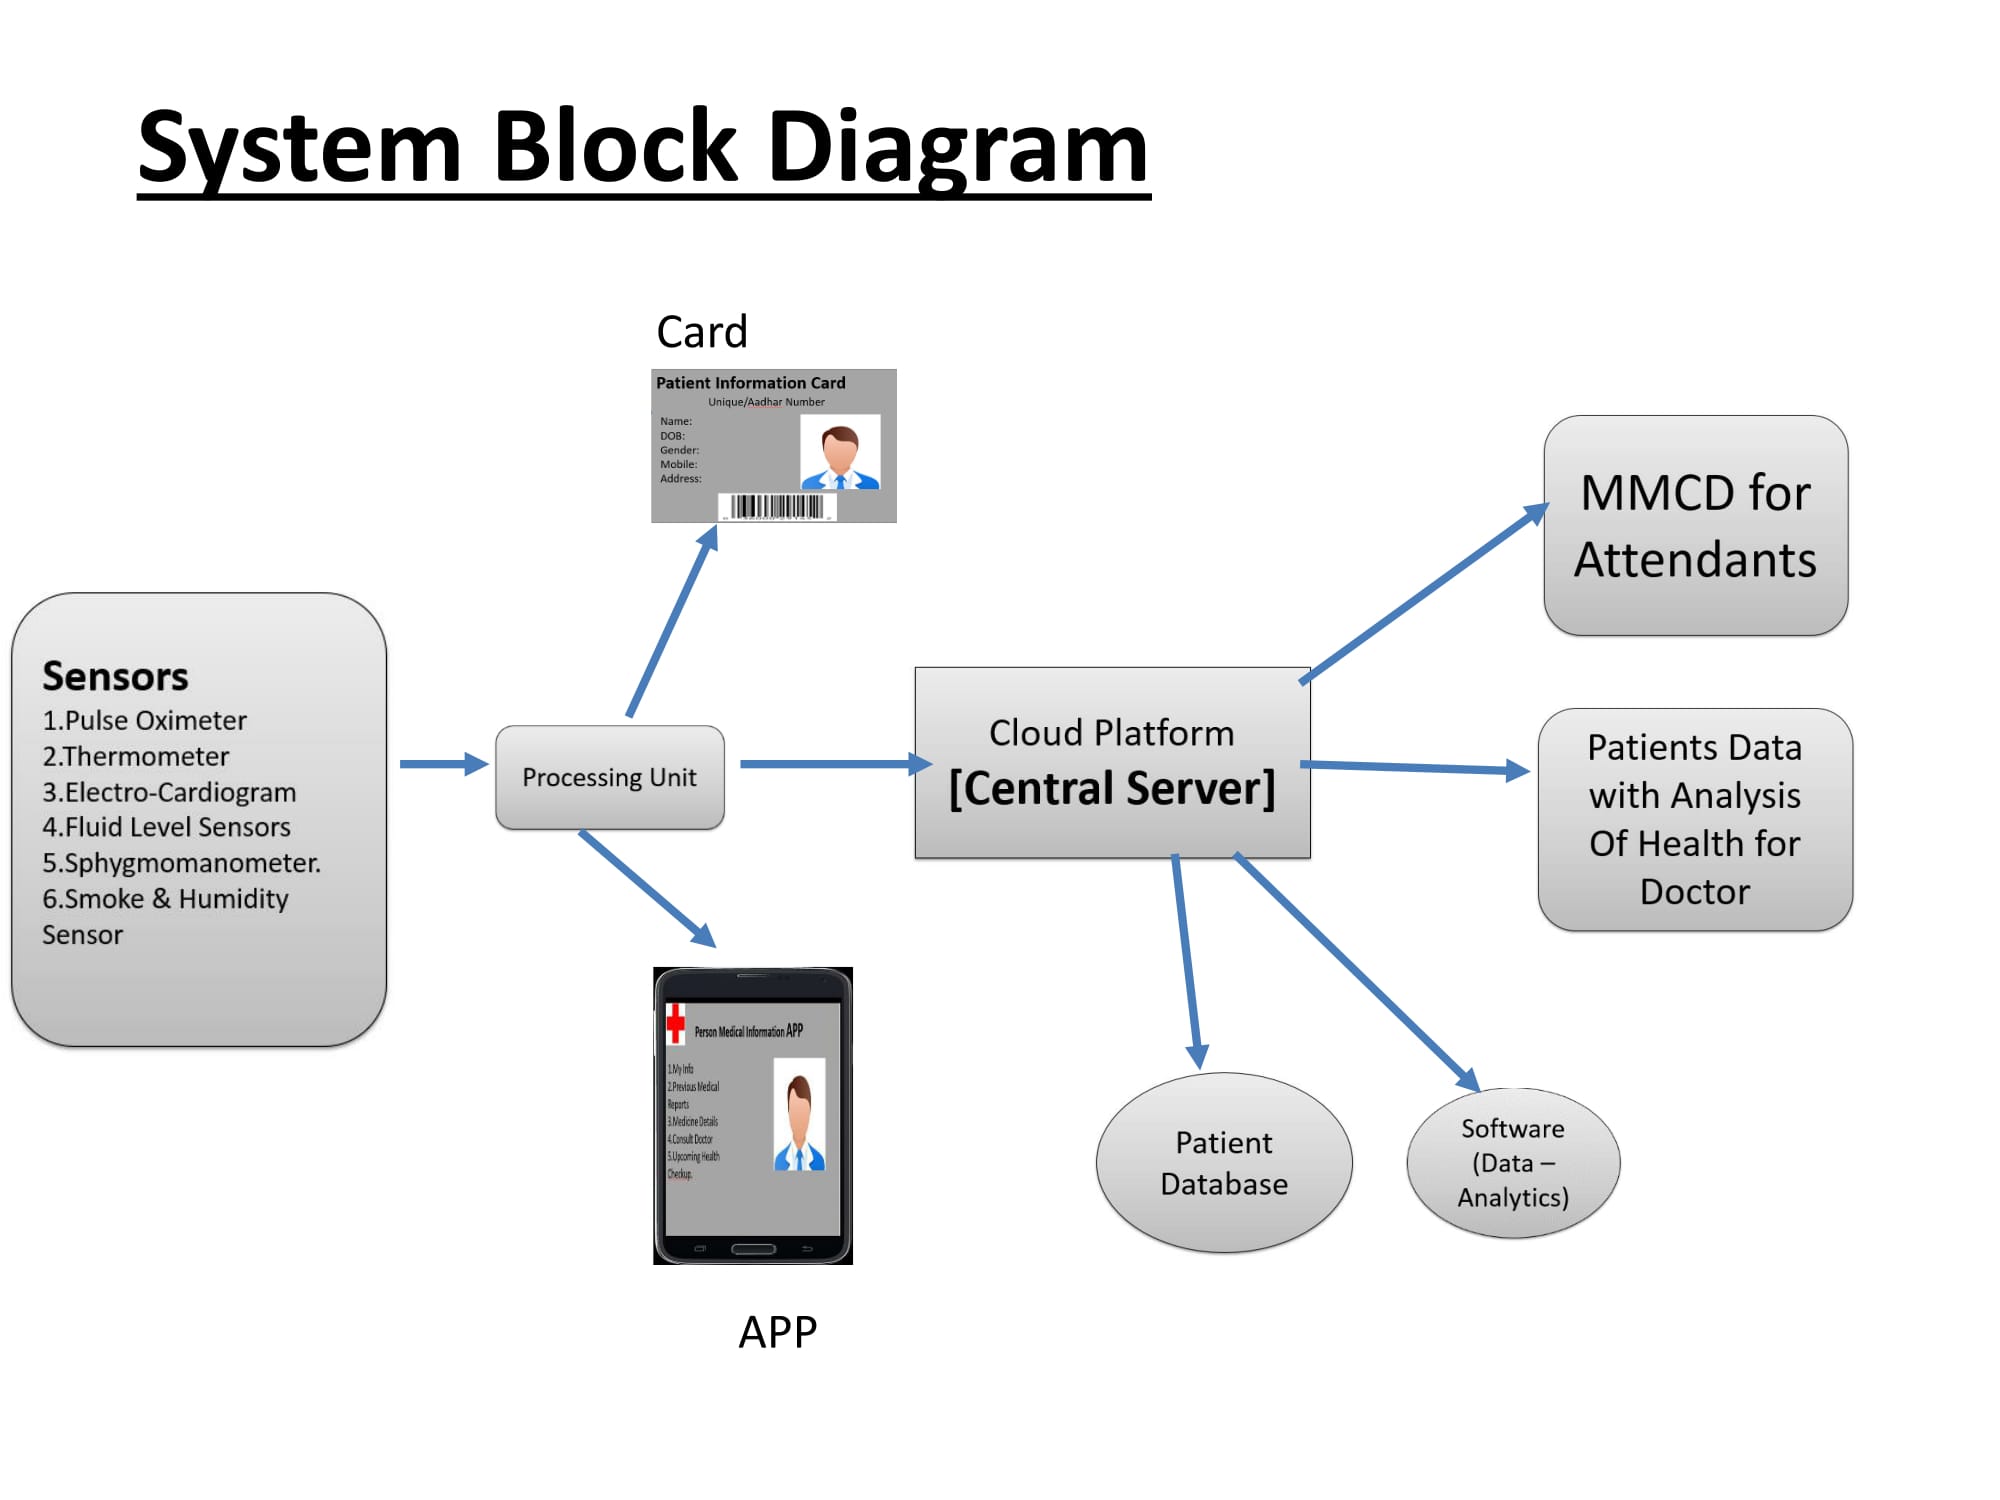 System Block Diagram
Card
Patient Information Card
Unique/Aadhar Number
Name:
DOB:
Gender:
Mobile:
Address:
MMCD for
Attendants
Sensors
1.Pulse Oximeter
2.Thermometer
3.Electro-Cardiogram
4.Fluid Level Sensors
5.Sphygmomanometer.
6.Smoke & Humidity
Sensor
Processing Unit
Cloud Platform
[Central Server]
Patients Data
with Analysis
Of Health for
Doctor
Person Medical Information APP
1.My Info
2.Previous Medical
Reports
3.Medicine Details
4.Consult Doctor
5.Upcoming Health
Checkup.
Patient
Database
Software
(Data –
Analytics)
APP